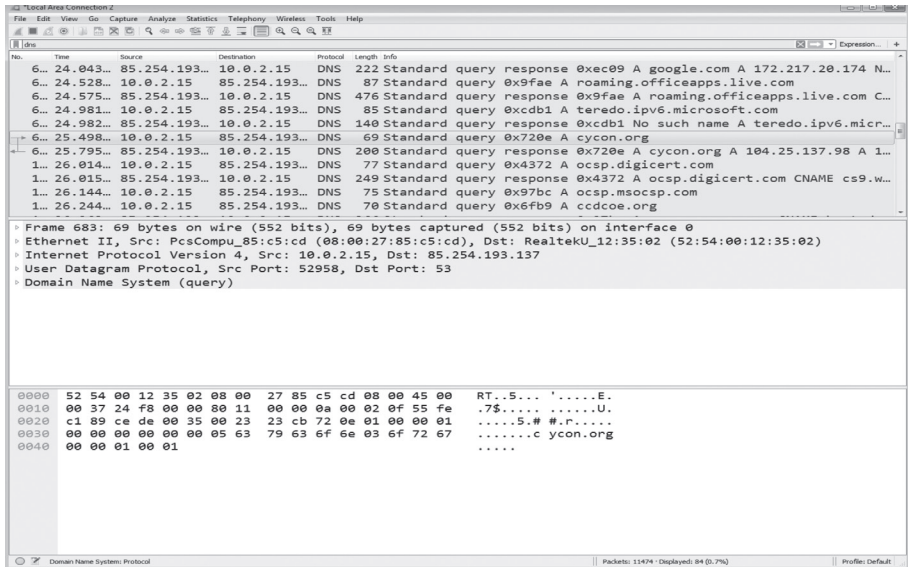 *Local Area Connection 2
File Edit View Go Capture Analyze Statistics Telephony Wireless Tools Help
dns Expression... +
No. Time Source Destination Protocol Length Info
6... 24.043... 85.254.193... 10.0.2.15 DNS 222 Standard query response 0xec09 A google.com A 172.217.20.174 N...
6... 24.528... 10.0.2.15 85.254.193... DNS 87 Standard query 0x9fae A roaming.officeapps.live.com
6... 24.575... 85.254.193... 10.0.2.15 DNS 476 Standard query response 0x9fae A roaming.officeapps.live.com C...
6... 24.981... 10.0.2.15 85.254.193... DNS 85 Standard query 0xcdb1 A teredo.ipv6.microsoft.com
6... 24.982... 85.254.193... 10.0.2.15 DNS 140 Standard query response 0xcdb1 No such name A teredo.ipv6.micr...
6... 25.498... 10.0.2.15 85.254.193... DNS 69 Standard query 0x720e A cycon.org
6... 25.795... 85.254.193... 10.0.2.15 DNS 200 Standard query response 0x720e A cycon.org A 104.25.137.98 A 1...
1... 26.014... 10.0.2.15 85.254.193... DNS 77 Standard query 0x4372 A ocsp.digicert.com
1... 26.015... 85.254.193... 10.0.2.15 DNS 249 Standard query response 0x4372 A ocsp.digicert.com CNAME cs9.w...
1... 26.144... 10.0.2.15 85.254.193... DNS 75 Standard query 0x97bc A ocsp.msocsp.com
1... 26.244... 10.0.2.15 85.254.193... DNS 70 Standard query 0x6fb9 A ccdcoe.org
Frame 683: 69 bytes on wire (552 bits), 69 bytes captured (552 bits) on interface 0
Ethernet II, Src: PcsCompu_85:c5:cd (08:00:27:85:c5:cd), Dst: RealtekU_12:35:02 (52:54:00:12:35:02)
Internet Protocol Version 4, Src: 10.0.2.15, Dst: 85.254.193.137
User Datagram Protocol, Src Port: 52958, Dst Port: 53
Domain Name System (query)
0000 52 54 00 12 35 02 08 00 27 85 c5 cd 08 00 45 00 RT..5... '.....E.
0010 00 37 24 f8 00 00 80 11 00 00 0a 00 02 0f 55 fe .7$..... ......U.
0020 c1 89 ce de 00 35 00 23 23 cb 72 0e 01 00 00 01 .....5.# #.r.....
0030 00 00 00 00 00 00 05 63 79 63 6f 6e 03 6f 72 67 .......c ycon.org
0040 00 00 01 00 01 .....
Domain Name System: Protocol Packets: 11474 · Displayed: 84 (0.7%) Profile: Default